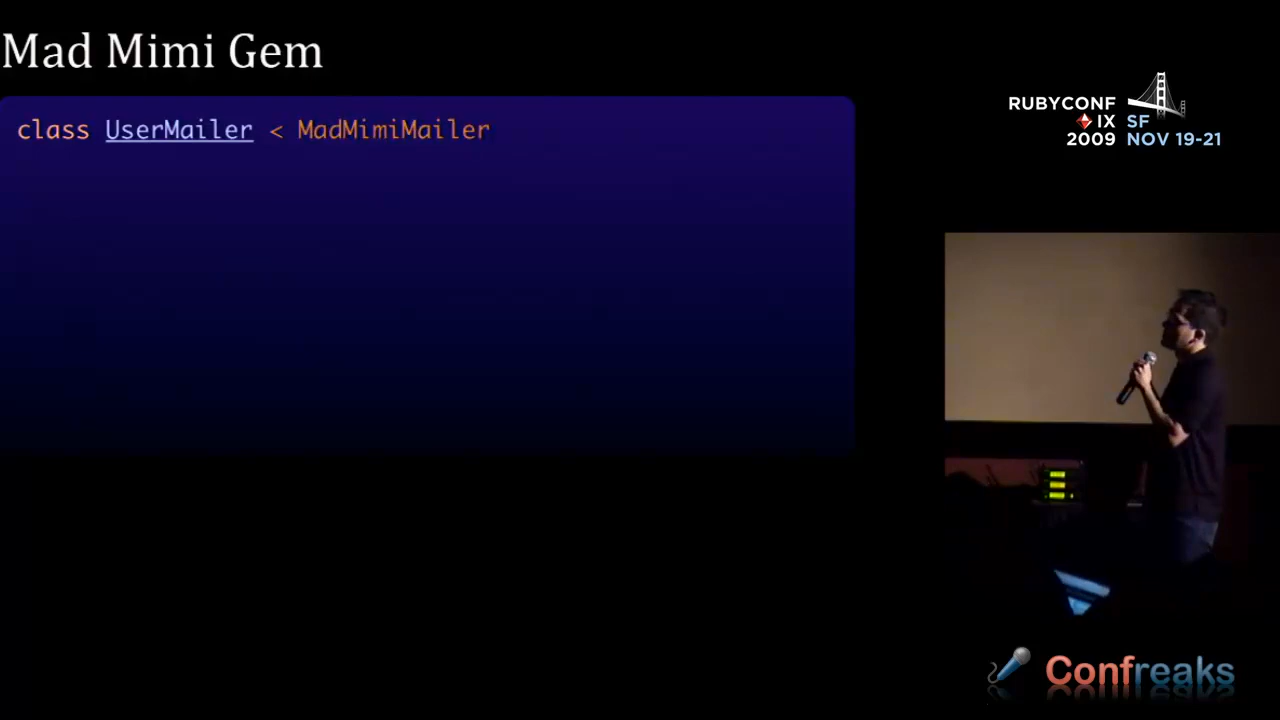 Mad Mimi Gem
class UserMailer < MadMimiMailer
RUBYCONF
IX SF
2009 NOV 19-21
Confreaks